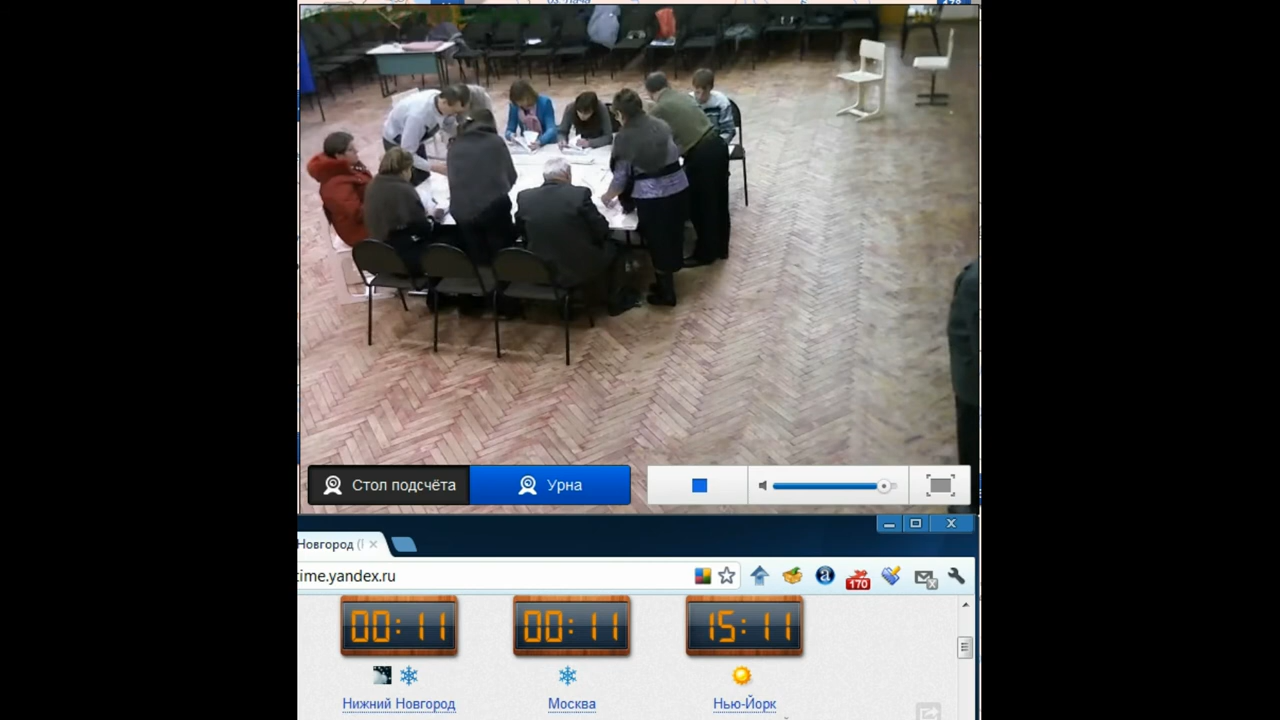 Стол подсчёта
Урна
Новгород (
time.yandex.ru
170
00:11
00:11
15:11
Нижний Новгород
Москва
Нью-Йорк